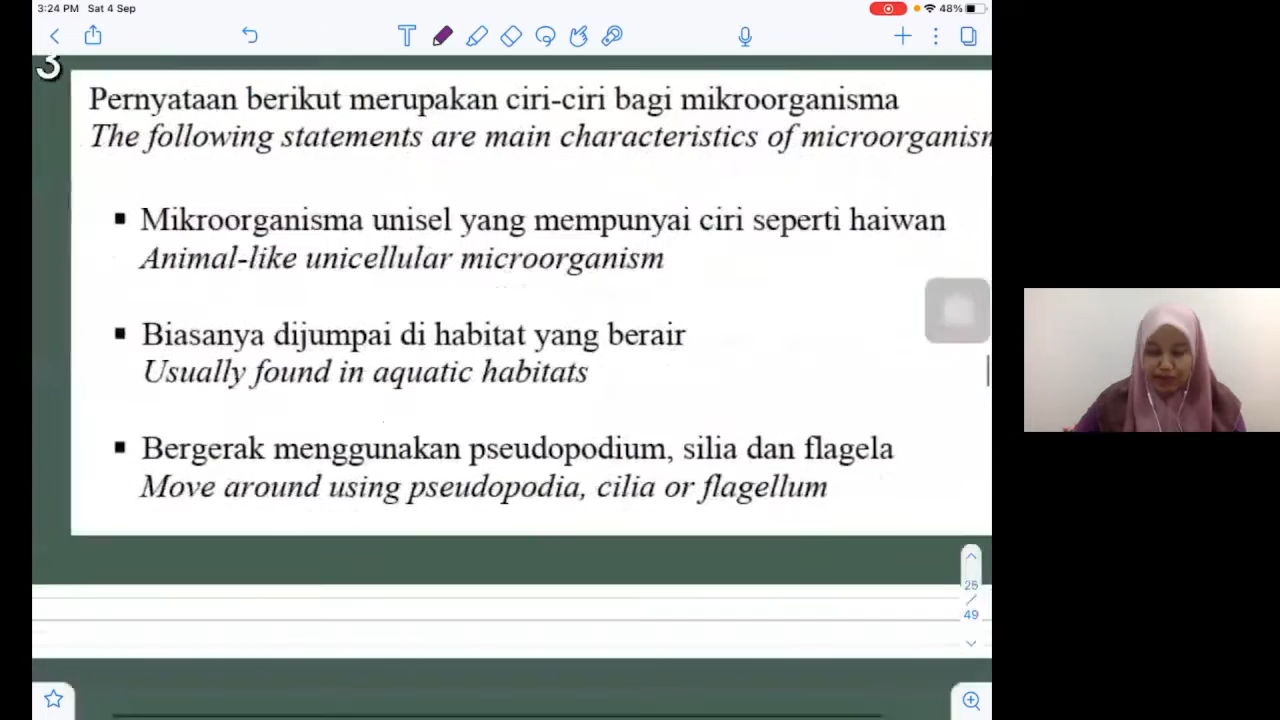 3:24 PM Sat 4 Sep
48%
3
Pernyataan berikut merupakan ciri-ciri bagi mikroorganisma
The following statements are main characteristics of microorganism
▪ Mikroorganisma unisel yang mempunyai ciri seperti haiwan
Animal-like unicellular microorganism
▪ Biasanya dijumpai di habitat yang berair
Usually found in aquatic habitats
▪ Bergerak menggunakan pseudopodium, silia dan flagela
Move around using pseudopodia, cilia or flagellum
25
/
49